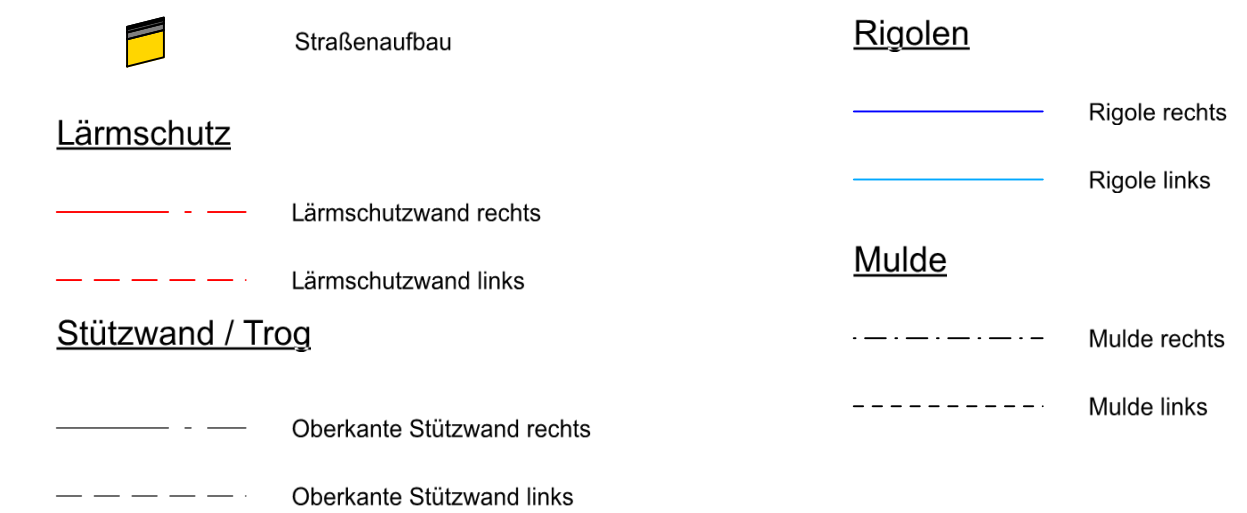 Straßenaufbau
Lärmschutz
Lärmschutzwand rechts
Lärmschutzwand links
Stützwand / Trog
Oberkante Stützwand rechts
Oberkante Stützwand links
Rigolen
Rigole rechts
Rigole links
Mulde
Mulde rechts
Mulde links